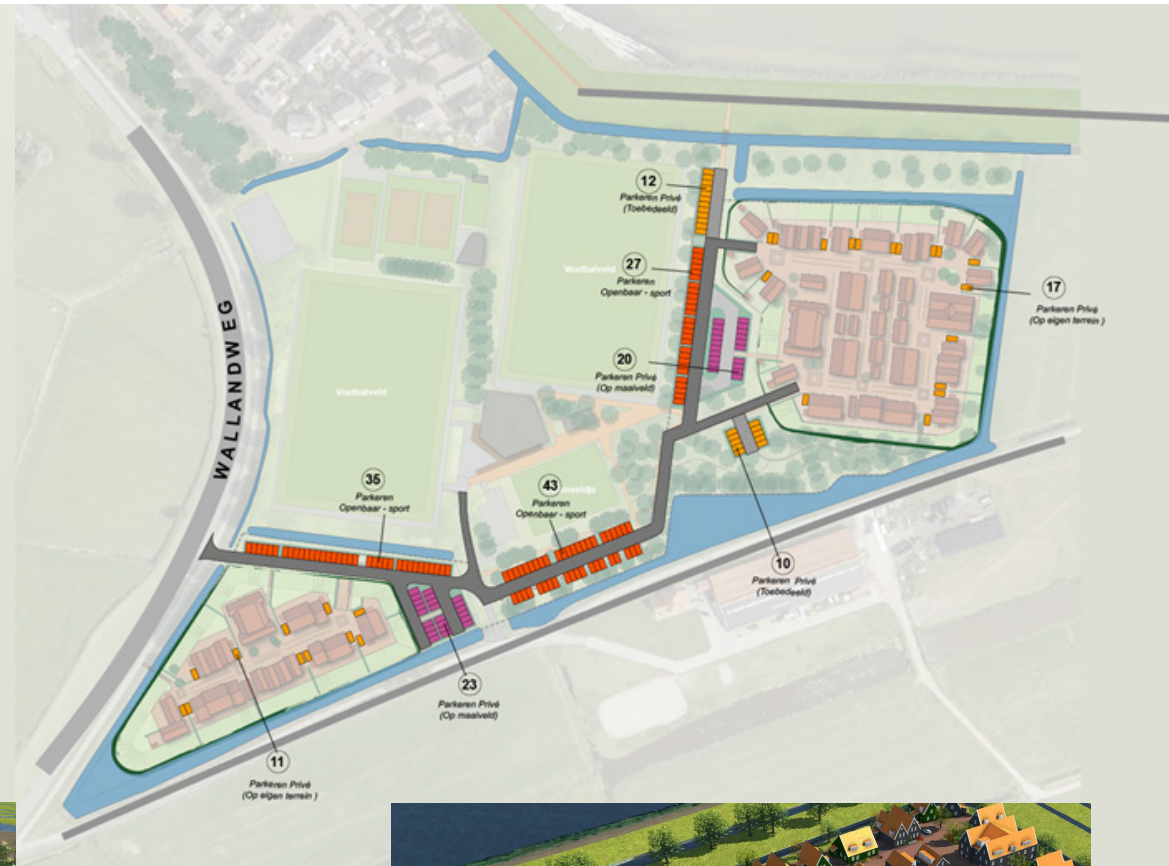 12
Parkeren Privé
(Toebedeeld)
27
Parkeren
Openbaar - sport
Voetbalveld
17
Parkeren Privé
(Op eigen terrein )
20
Parkeren Privé
(Op maaiveld)
WALLANDWEG
Voetbalveld
35
Parkeren
Openbaar - sport
43
Parkeren
Openbaar - sport
10
Parkeren Privé
(Toebedeeld)
23
Parkeren Privé
(Op maaiveld)
11
Parkeren Privé
(Op eigen terrein )